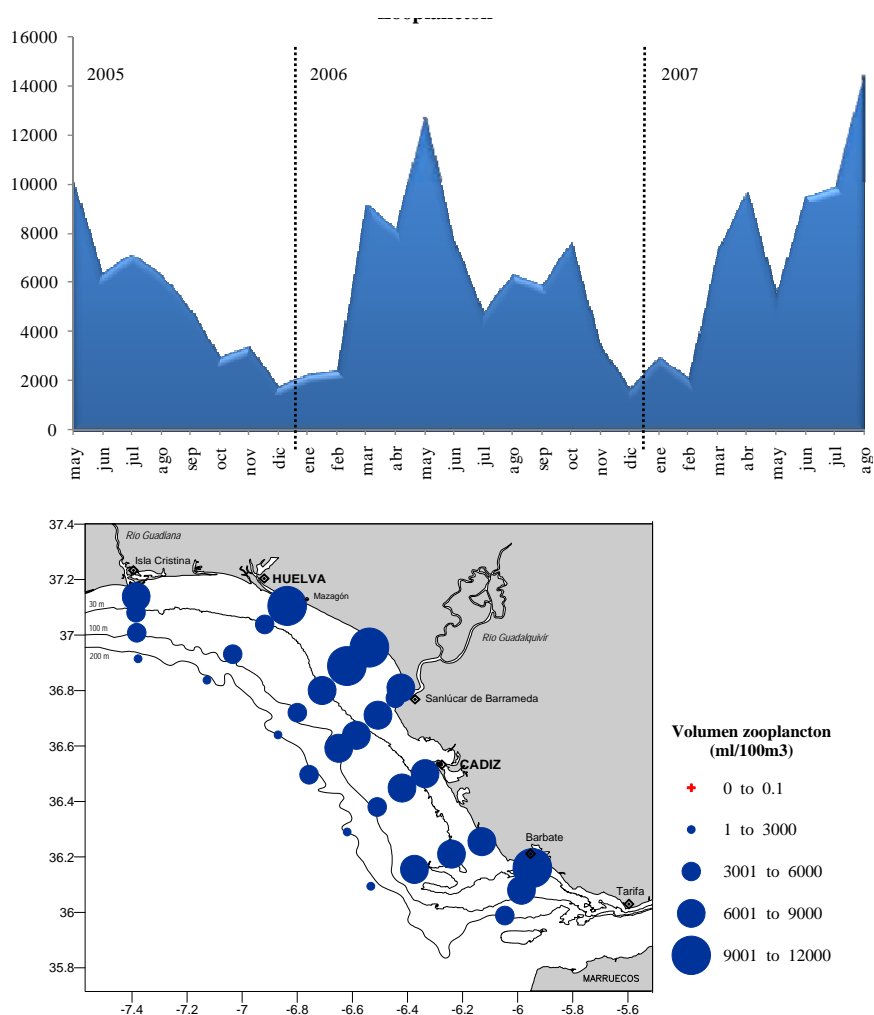 Zooplancton
16000
14000
12000
10000
8000
6000
4000
2000
0
2005
2006
2007
may jun jul ago sep oct nov dic ene feb mar abr may jun jul ago sep oct nov dic ene feb mar abr may jun jul ago
37.4
37.2
37
36.8
36.6
36.4
36.2
36
35.8
-7.4 -7.2 -7 -6.8 -6.6 -6.4 -6.2 -6 -5.8 -5.6
Río Guadiana
Isla Cristina
HUELVA
Mazagón
30 m
100 m
200 m
Río Guadalquivir
Sanlúcar de Barrameda
CADIZ
Barbate
Tarifa
MARRUECOS
Volumen zooplancton
(ml/100m3)
0 to 0.1
1 to 3000
3001 to 6000
6001 to 9000
9001 to 12000